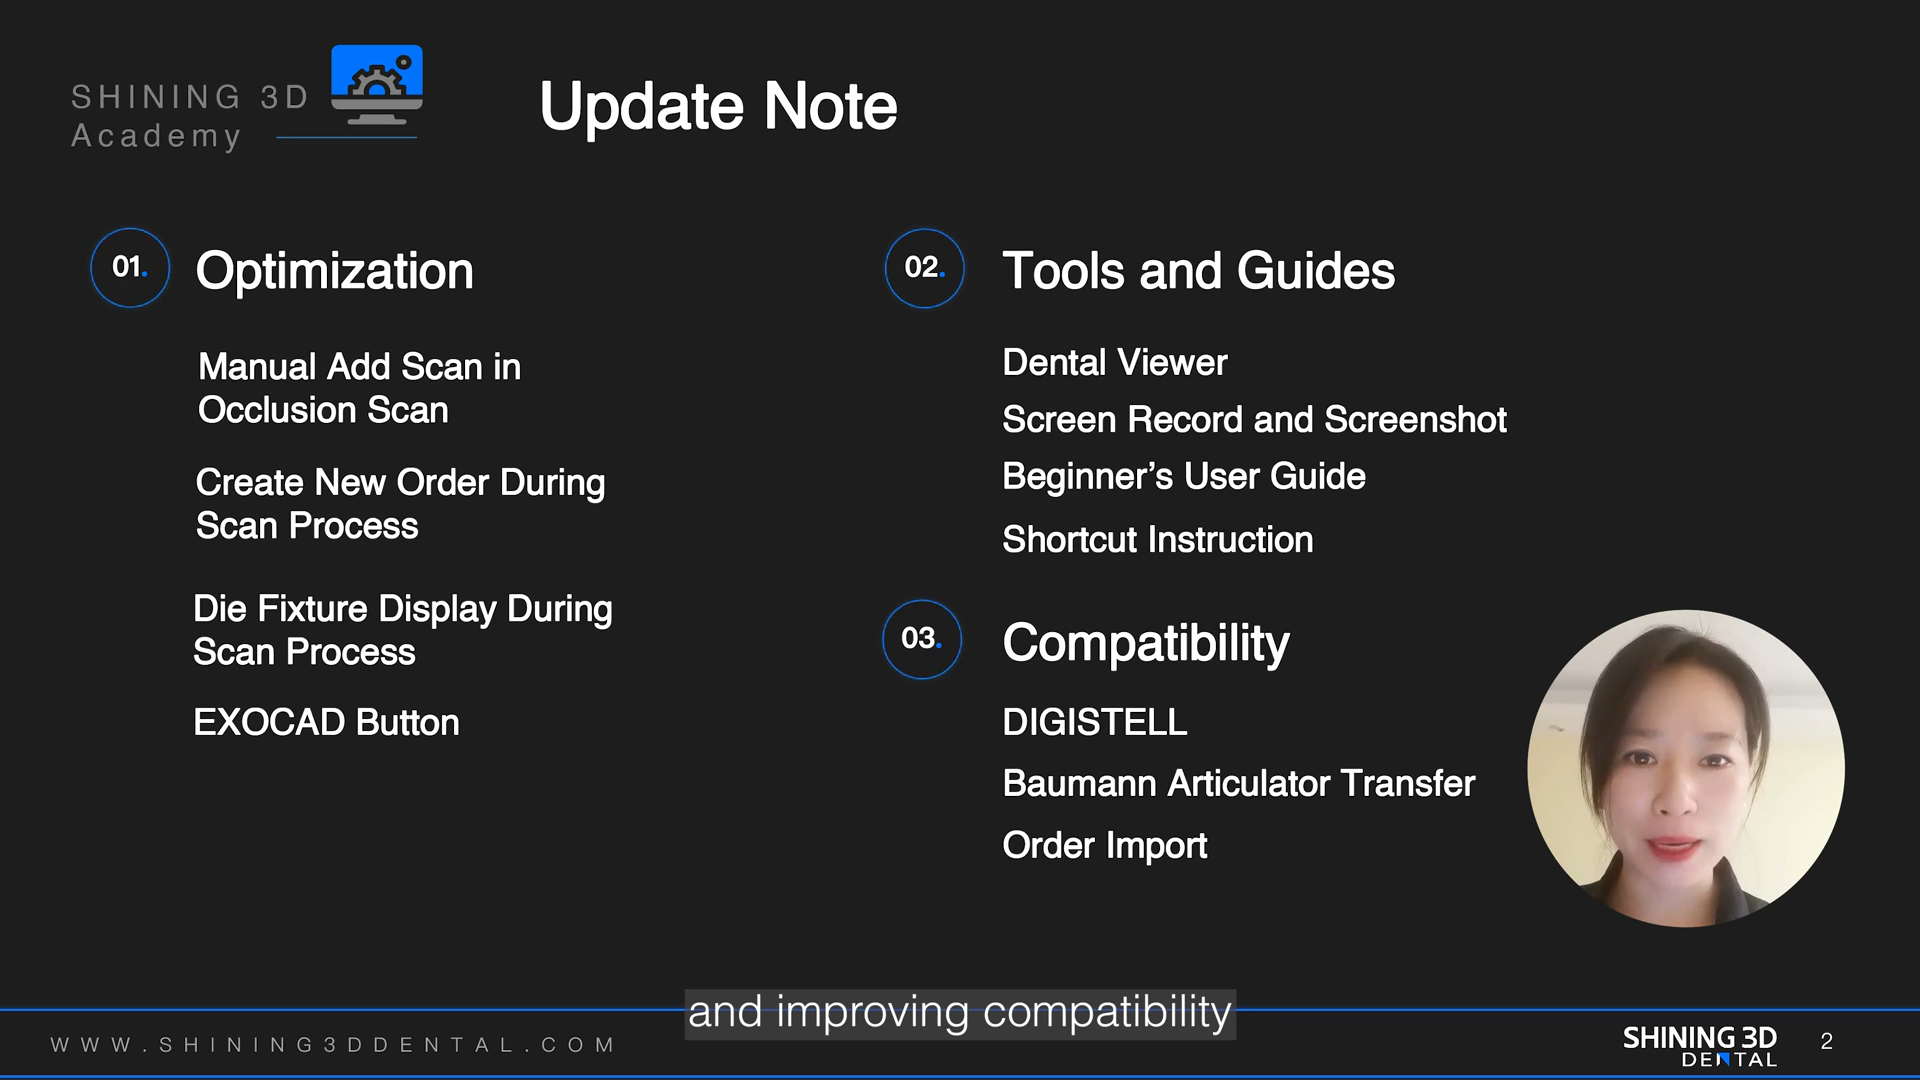 SHINING 3D
Academy
Update Note
01.
Optimization
Manual Add Scan in
Occlusion Scan
Create New Order During
Scan Process
Die Fixture Display During
Scan Process
EXOCAD Button
02.
Tools and Guides
Dental Viewer
Screen Record and Screenshot
Beginner’s User Guide
Shortcut Instruction
03.
Compatibility
DIGISTELL
Baumann Articulator Transfer
Order Import
and improving compatibility
WWW.SHINING3DDENTAL.COM
SHINING 3D
DENTAL
2